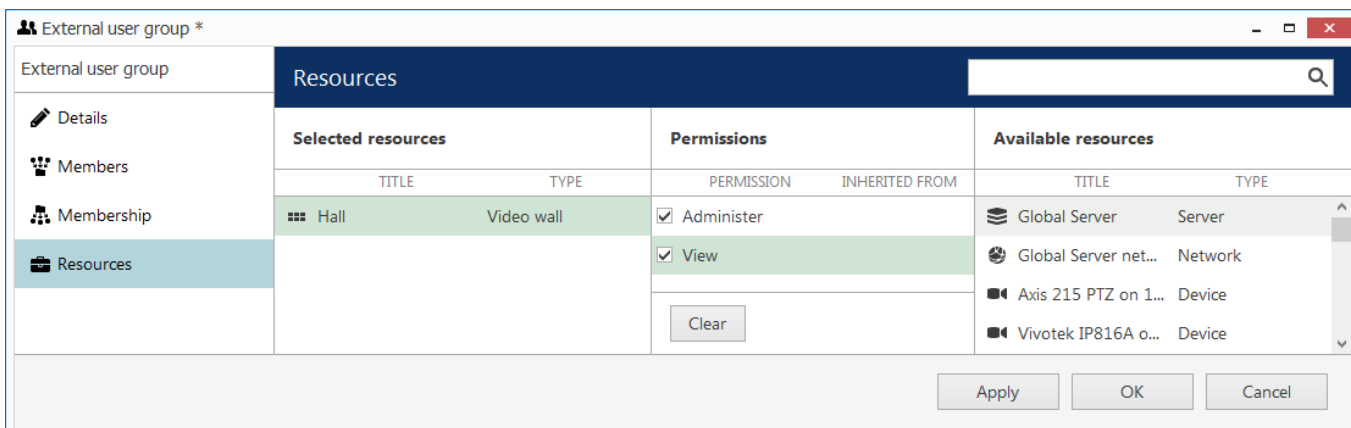 External user group *
External user group
Details
Members
Membership
Resources
Resources
Selected resources
TITLE TYPE
Hall Video wall
Permissions
PERMISSION INHERITED FROM
Administer
View
Clear
Available resources
TITLE TYPE
Global Server Server
Global Server net... Network
Axis 215 PTZ on 1... Device
Vivotek IP816A o... Device
Apply OK Cancel